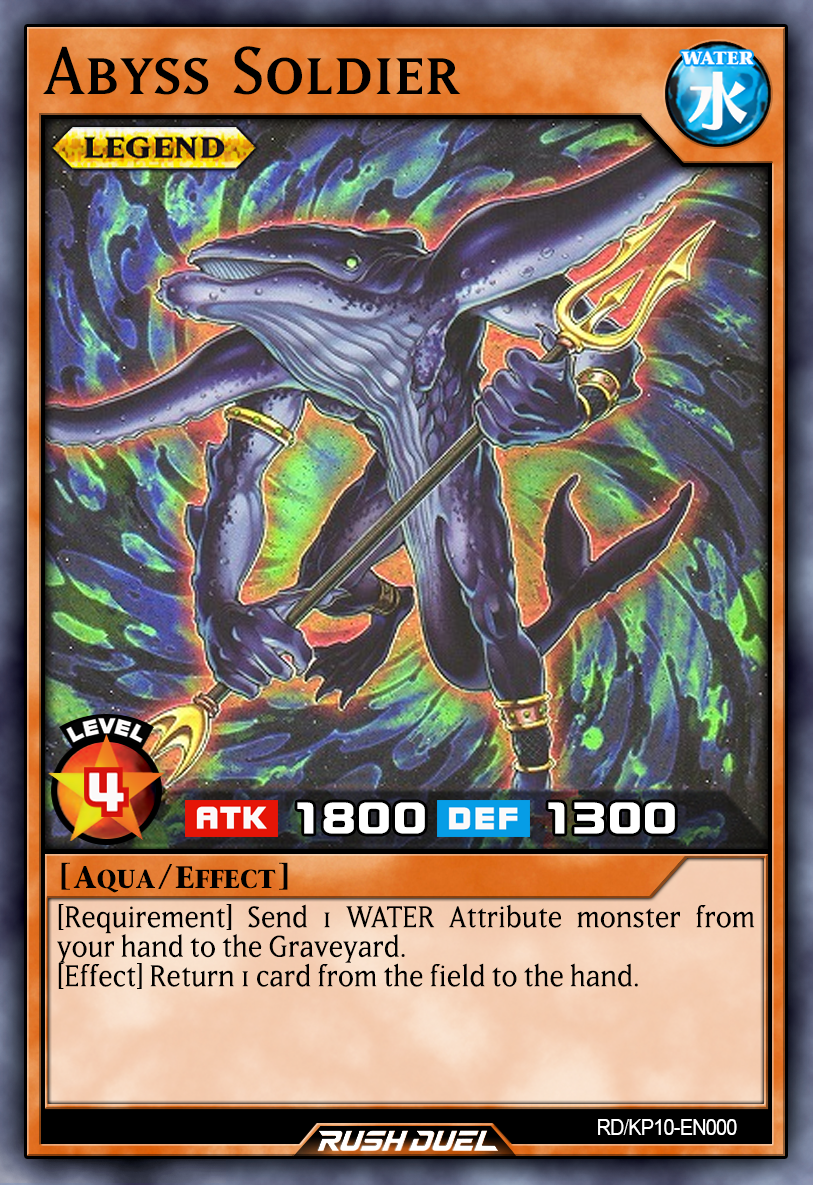 Abyss Soldier
WATER
水
LEGEND
LEVEL
4
ATK 1800 DEF 1300
[Aqua/Effect]
[Requirement] Send 1 WATER Attribute monster from
your hand to the Graveyard.
[Effect] Return 1 card from the field to the hand.
RUSH DUEL
RD/KP10-EN000